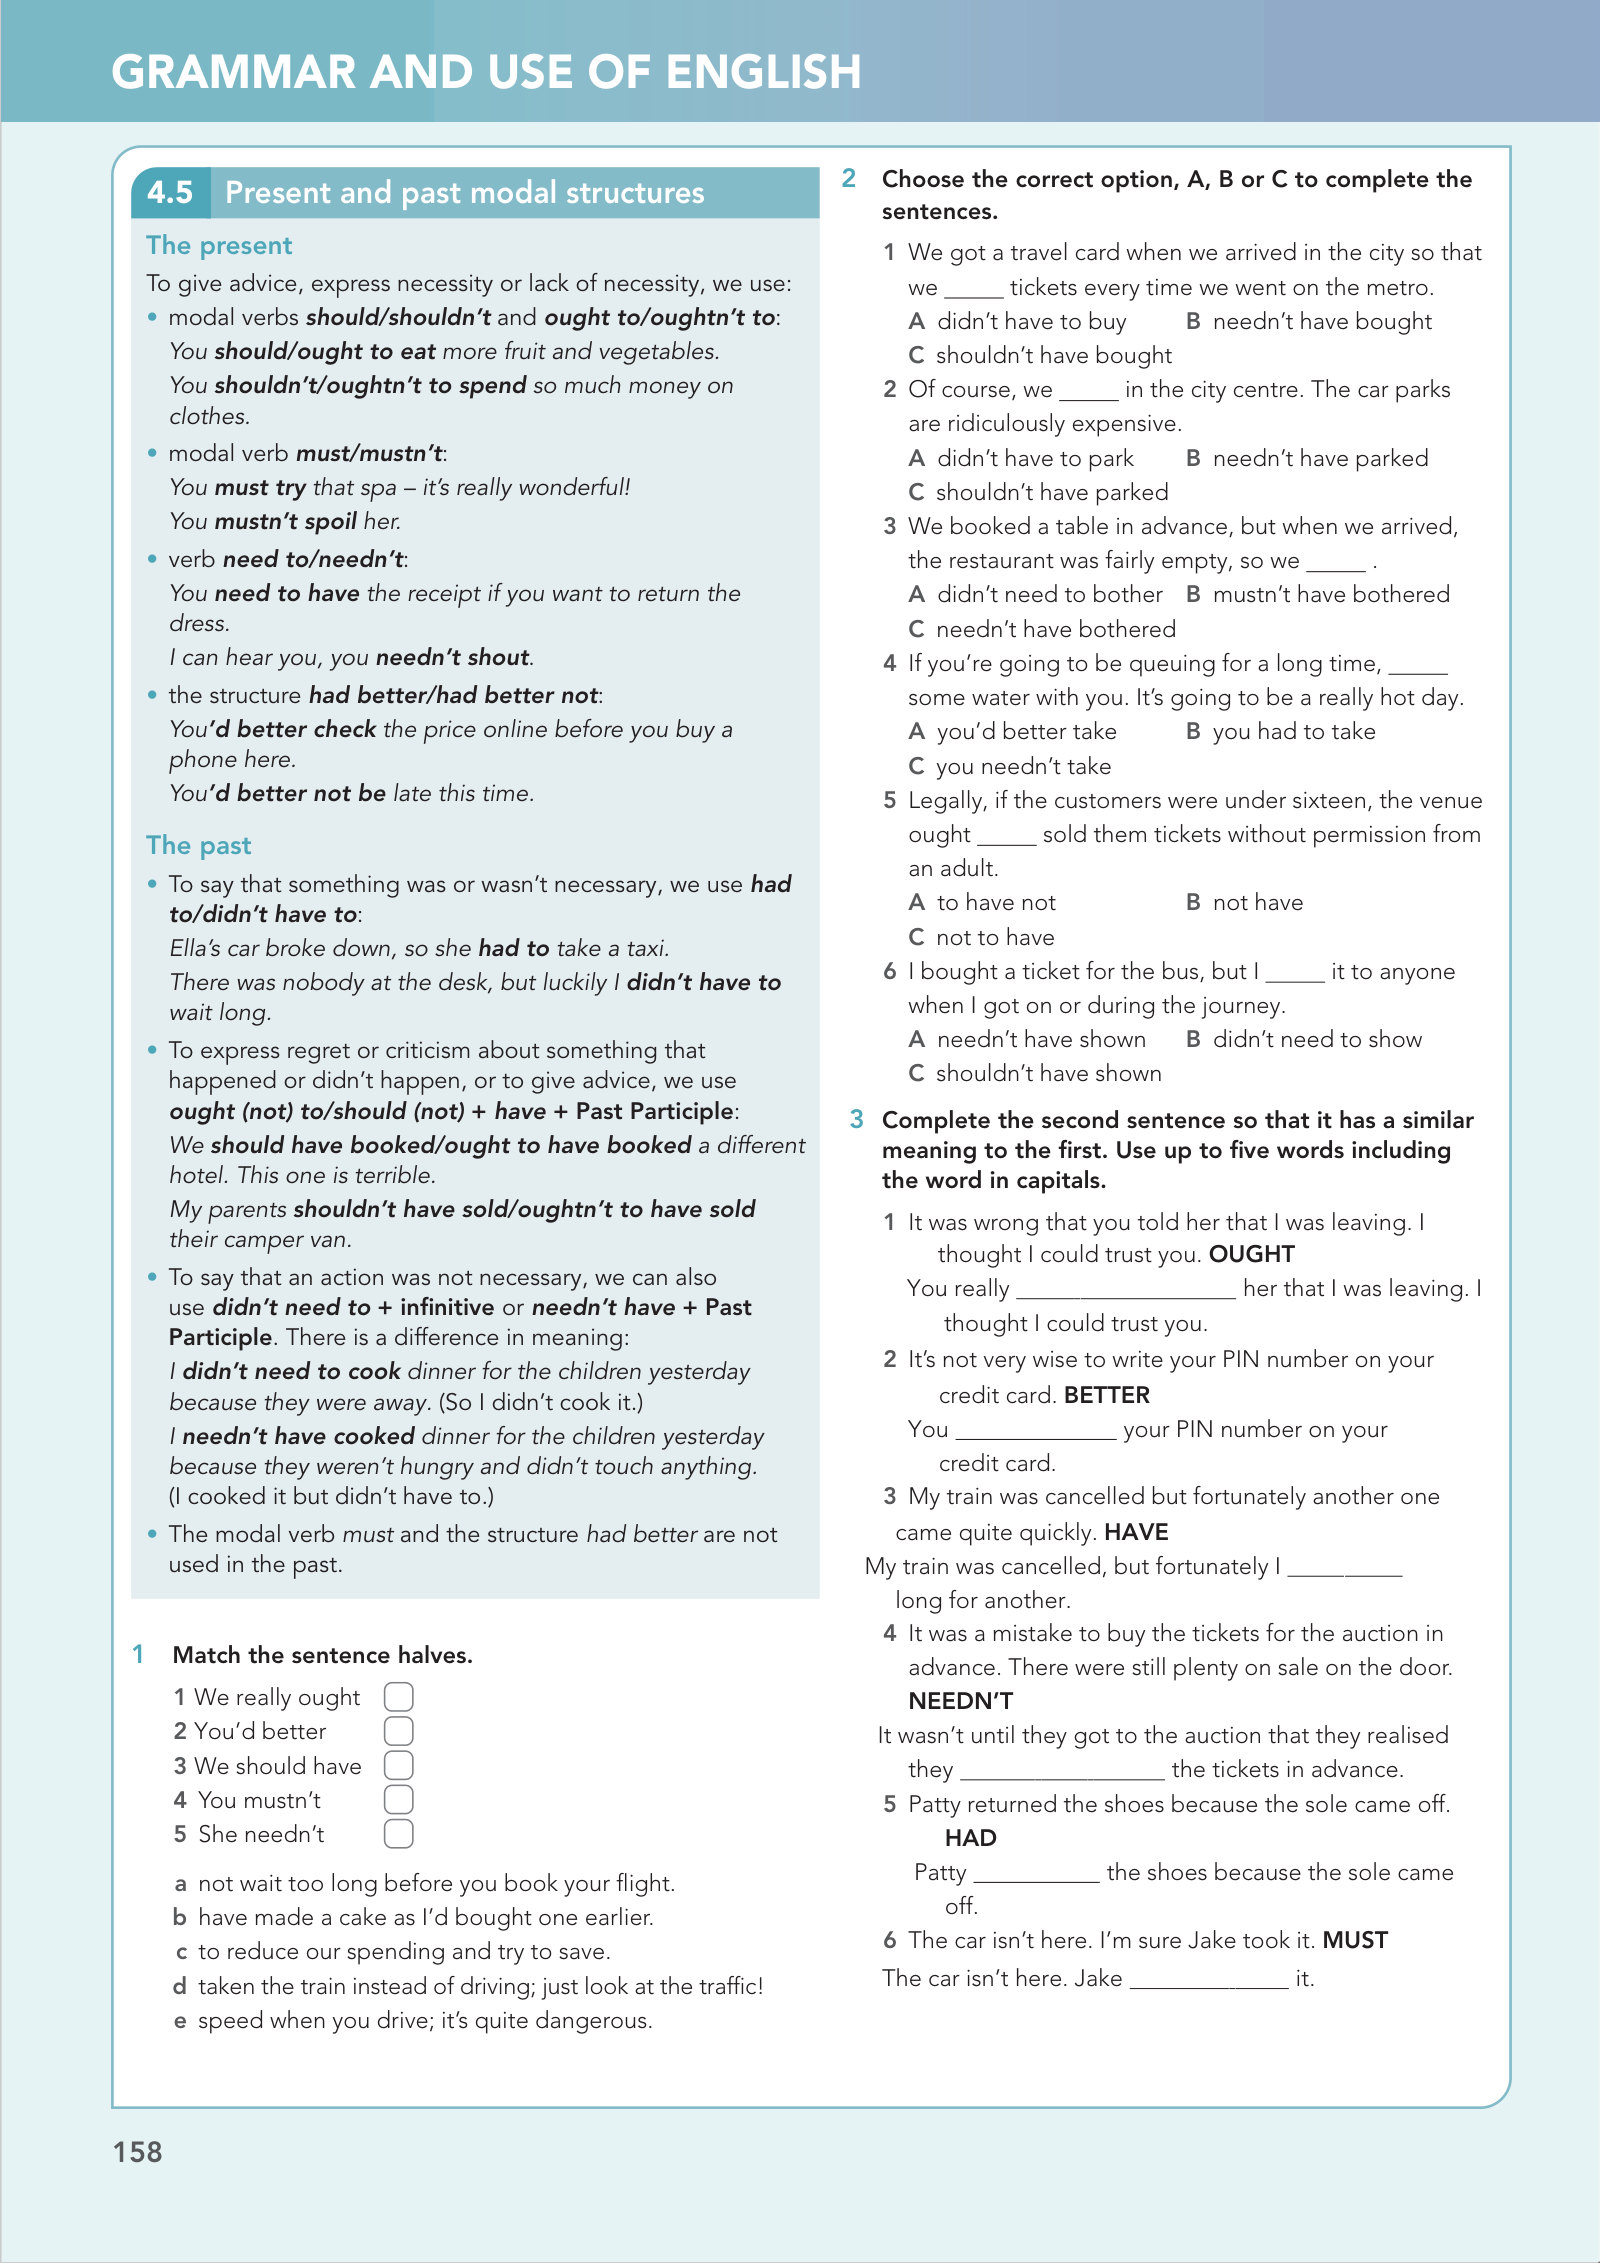 GRAMMAR AND USE OF ENGLISH
4.5 Present and past modal structures
The present
To give advice, express necessity or lack of necessity, we use:
• modal verbs should/shouldn’t and ought to/oughtn’t to:
You should/ought to eat more fruit and vegetables.
You shouldn’t/oughtn’t to spend so much money on
clothes.
• modal verb must/mustn’t:
You must try that spa – it’s really wonderful!
You mustn’t spoil her.
• verb need to/needn’t:
You need to have the receipt if you want to return the
dress.
I can hear you, you needn’t shout.
• the structure had better/had better not:
You’d better check the price online before you buy a
phone here.
You’d better not be late this time.
The past
• To say that something was or wasn’t necessary, we use had
to/didn’t have to:
Ella’s car broke down, so she had to take a taxi.
There was nobody at the desk, but luckily I didn’t have to
wait long.
• To express regret or criticism about something that
happened or didn’t happen, or to give advice, we use
ought (not) to/should (not) + have + Past Participle:
We should have booked/ought to have booked a different
hotel. This one is terrible.
My parents shouldn’t have sold/oughtn’t to have sold
their camper van.
• To say that an action was not necessary, we can also
use didn’t need to + infinitive or needn’t have + Past
Participle. There is a difference in meaning:
I didn’t need to cook dinner for the children yesterday
because they were away. (So I didn’t cook it.)
I needn’t have cooked dinner for the children yesterday
because they weren’t hungry and didn’t touch anything.
(I cooked it but didn’t have to.)
• The modal verb must and the structure had better are not
used in the past.
1 Match the sentence halves.
1 We really ought
2 You’d better
3 We should have
4 You mustn’t
5 She needn’t
a not wait too long before you book your flight.
b have made a cake as I’d bought one earlier.
c to reduce our spending and try to save.
d taken the train instead of driving; just look at the traffic!
e speed when you drive; it’s quite dangerous.
2 Choose the correct option, A, B or C to complete the
sentences.
1 We got a travel card when we arrived in the city so that
we _____ tickets every time we went on the metro.
A didn’t have to buy B needn’t have bought
C shouldn’t have bought
2 Of course, we _____ in the city centre. The car parks
are ridiculously expensive.
A didn’t have to park B needn’t have parked
C shouldn’t have parked
3 We booked a table in advance, but when we arrived,
the restaurant was fairly empty, so we _____ .
A didn’t need to bother B mustn’t have bothered
C needn’t have bothered
4 If you’re going to be queuing for a long time, _____
some water with you. It’s going to be a really hot day.
A you’d better take B you had to take
C you needn’t take
5 Legally, if the customers were under sixteen, the venue
ought _____ sold them tickets without permission from
an adult.
A to have not B not have
C not to have
6 I bought a ticket for the bus, but I _____ it to anyone
when I got on or during the journey.
A needn’t have shown B didn’t need to show
C shouldn’t have shown
3 Complete the second sentence so that it has a similar
meaning to the first. Use up to five words including
the word in capitals.
1 It was wrong that you told her that I was leaving. I
thought I could trust you. OUGHT
You really __________________ her that I was leaving. I
thought I could trust you.
2 It’s not very wise to write your PIN number on your
credit card. BETTER
You _____________ your PIN number on your
credit card.
3 My train was cancelled but fortunately another one
came quite quickly. HAVE
My train was cancelled, but fortunately I __________
long for another.
4 It was a mistake to buy the tickets for the auction in
advance. There were still plenty on sale on the door.
NEEDN’T
It wasn’t until they got to the auction that they realised
they _________________ the tickets in advance.
5 Patty returned the shoes because the sole came off.
HAD
Patty __________ the shoes because the sole came
off.
6 The car isn’t here. I’m sure Jake took it. MUST
The car isn’t here. Jake _____________ it.
158